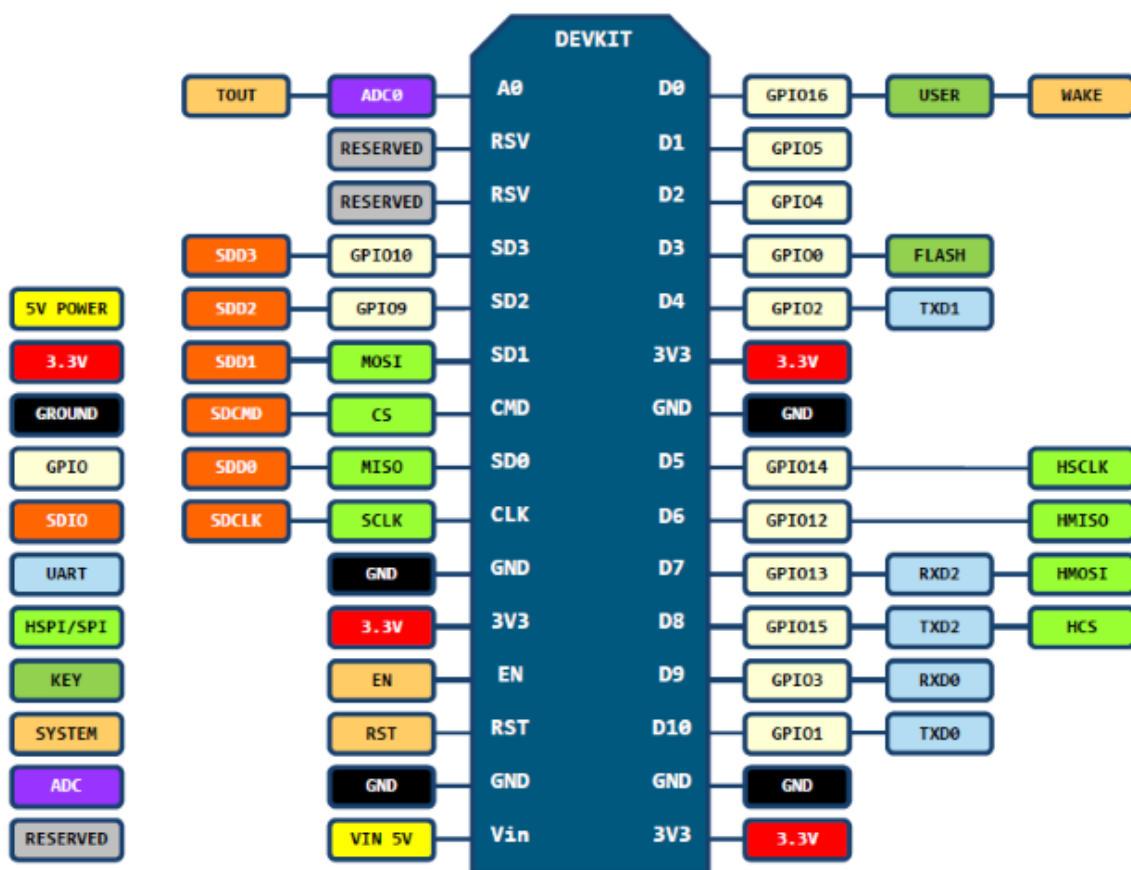 DEVKIT
TOUT ADC0 A0 D0 GPIO16 USER WAKE
RESERVED RSV D1 GPIO5
RESERVED RSV D2 GPIO4
SDD3 GPIO10 SD3 D3 GPIO0 FLASH
5V POWER SDD2 GPIO9 SD2 D4 GPIO2 TXD1
3.3V SDD1 MOSI SD1 3V3 3.3V
GROUND SDCMD CS CMD GND GND
GPIO SDD0 MISO SD0 D5 GPIO14 HSCLK
SDIO SDCLK SCLK CLK D6 GPIO12 HMISO
UART GND GND D7 GPIO13 RXD2 HMOSI
HSPI/SPI 3.3V 3V3 D8 GPIO15 TXD2 HCS
KEY EN EN D9 GPIO3 RXD0
SYSTEM RST RST D10 GPIO1 TXD0
ADC GND GND GND GND
RESERVED VIN 5V Vin 3V3 3.3V